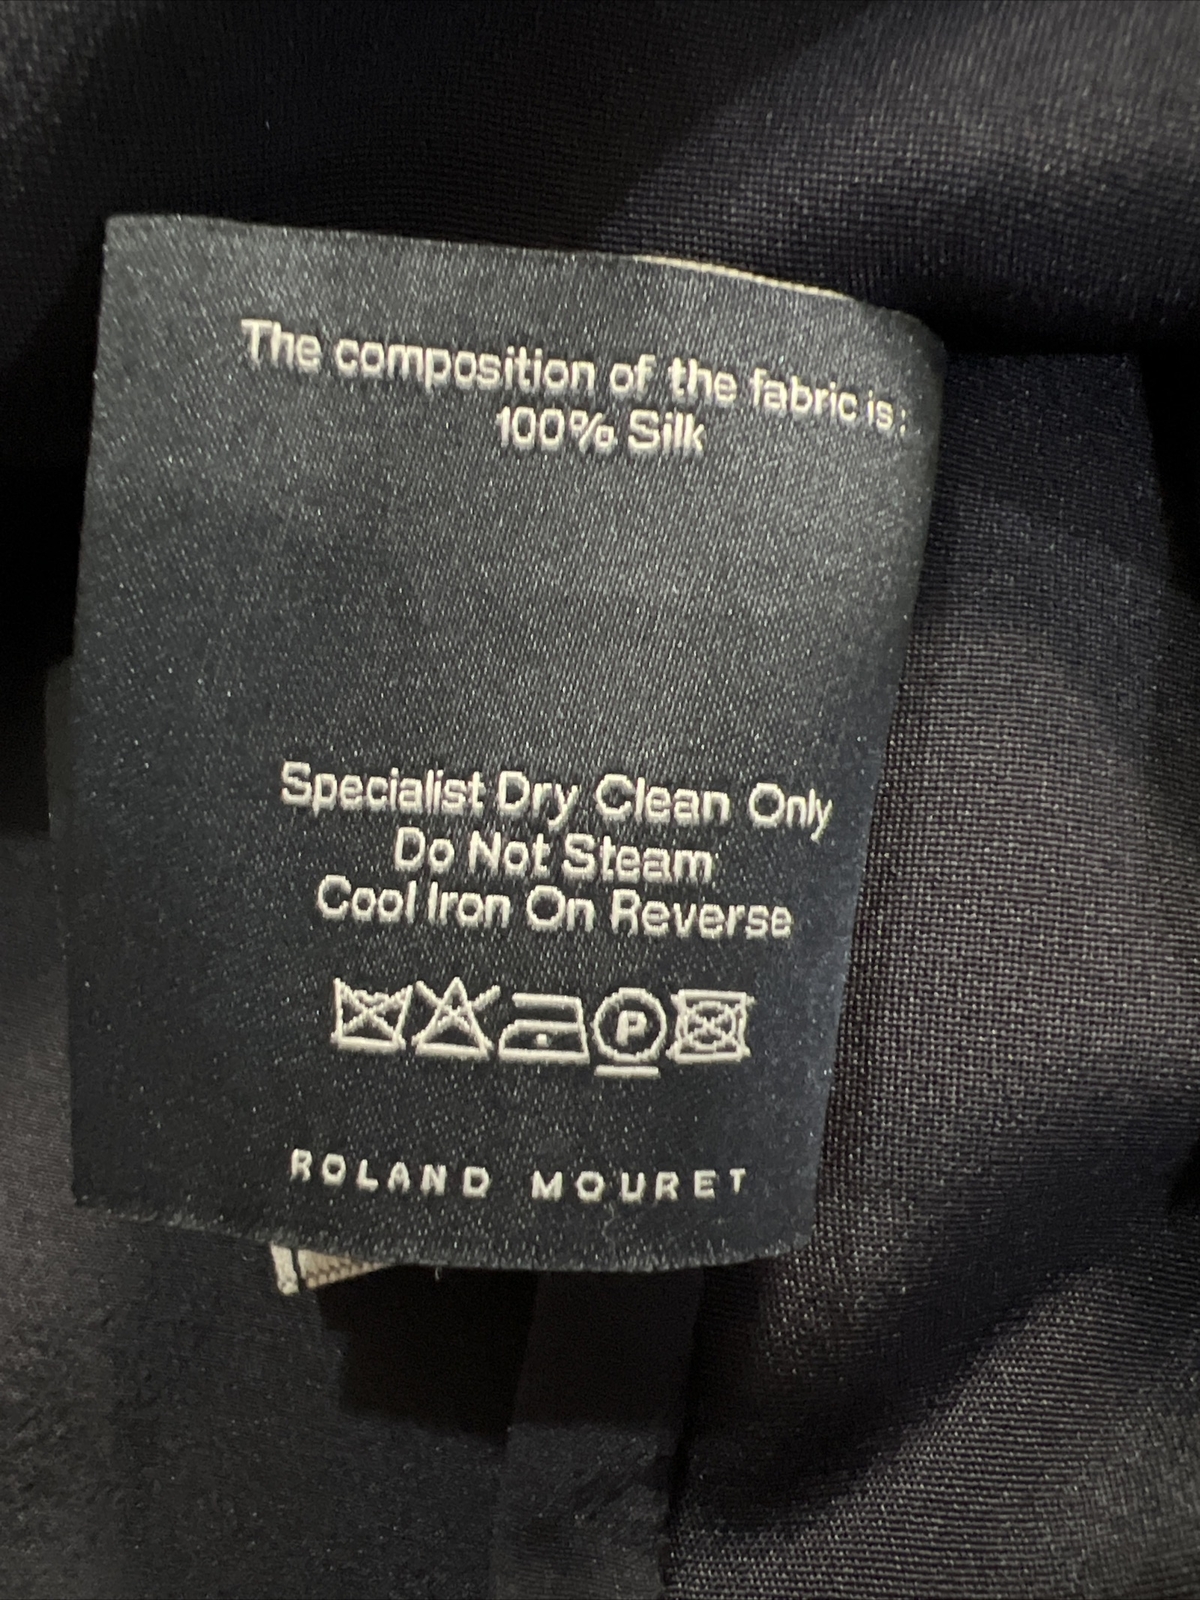 The composition of the fabric is:
100% Silk
Specialist Dry Clean Only
Do Not Steam
Cool Iron On Reverse
P
ROLAND MOURET